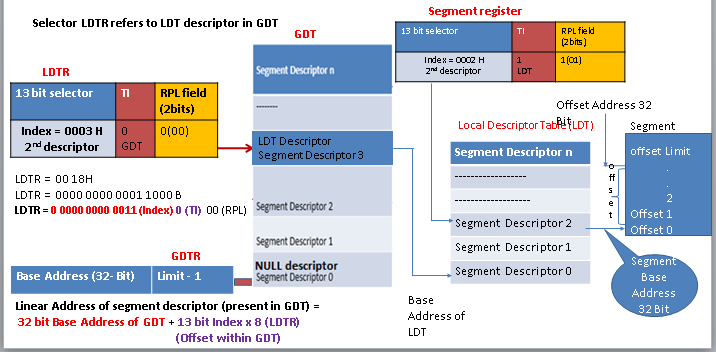 Selector LDTR refers to LDT descriptor in GDT
Segment register
GDT
13 bit selector TI RPL field
(2bits)
Index = 0002 H 1 1(01)
2nd descriptor LDT
Segment Descriptor n
--------
LDT Descriptor
Segment Descriptor 3
Segment Descriptor 2
Segment Descriptor 1
NULL descriptor
Segment Descriptor 0
LDTR
13 bit selector TI RPL field
(2bits)
Index = 0003 H 0 0(00)
2nd descriptor GDT
LDTR = 00 18H
LDTR = 0000 0000 0001 1000 B
LDTR = 0 0000 0000 0011 (Index) 0 (TI) 00 (RPL)
GDTR
Base Address (32- Bit) Limit - 1
Linear Address of segment descriptor (present in GDT) =
32 bit Base Address of GDT + 13 bit Index x 8 (LDTR)
(Offset within GDT)
Local Descriptor Table (LDT)
Segment Descriptor n
------------------
------------------
Segment Descriptor 2
Segment Descriptor 1
Segment Descriptor 0
Base
Address of
LDT
Offset Address 32
Bit
Segment
offset
offset Limit
.
.
2
Offset 1
Offset 0
Segment
Base
Address
32 Bit